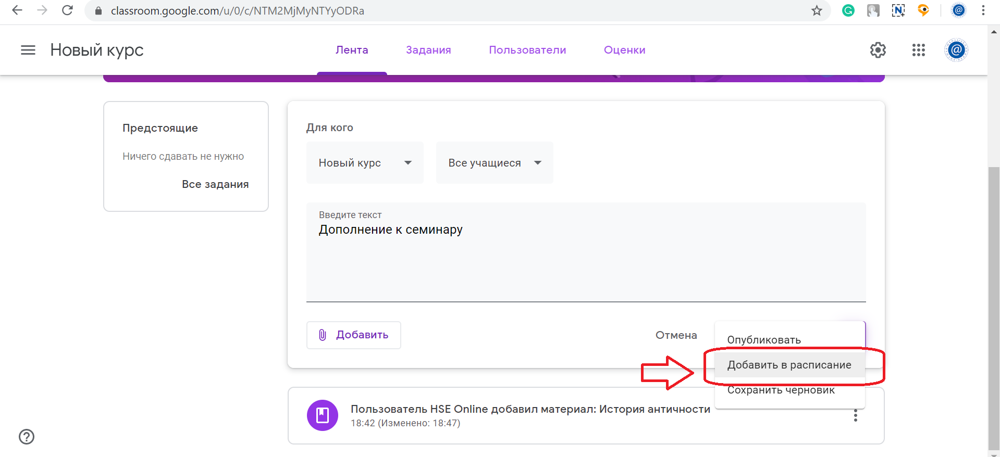 classroom.google.com/u/0/c/NTM2MjMyNTYyODRa
Новый курс
Лента
Задания
Пользователи
Оценки
Предстоящие
Ничего сдавать не нужно
Все задания
Для кого
Новый курс
Все учащиеся
Введите текст
Дополнение к семинару
Добавить
Отмена
Опубликовать
Добавить в расписание
Сохранить черновик
Пользователь HSE Online добавил материал: История античности
18:42 (Изменено: 18:47)